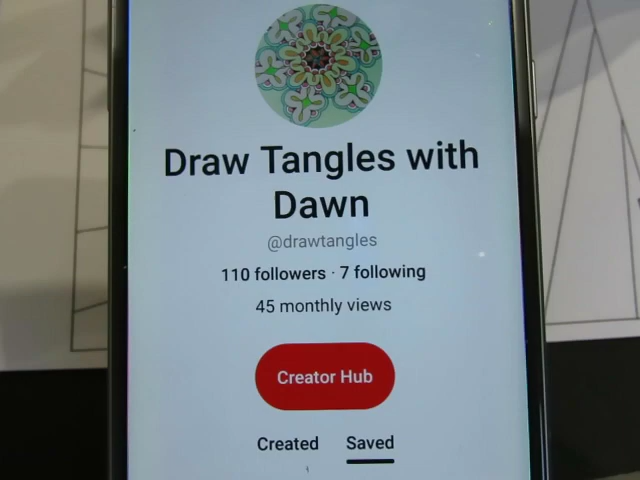 Draw Tangles with
Dawn
@drawtangles
110 followers · 7 following
45 monthly views
Creator Hub
Created Saved